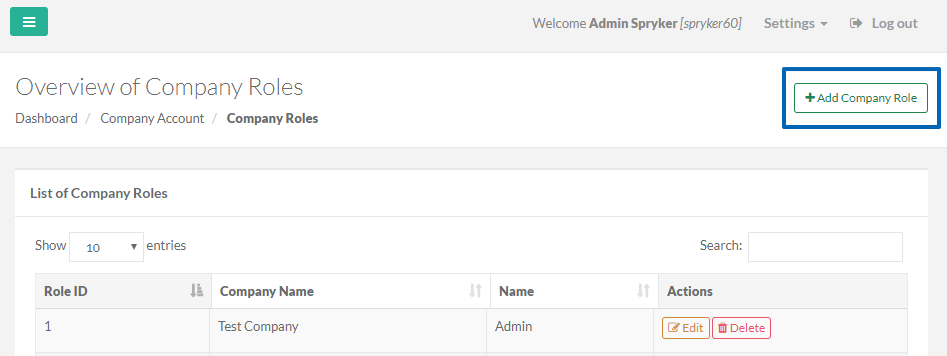 Welcome Admin Spryker [spryker60] Settings Log out
Overview of Company Roles
Add Company Role
Dashboard / Company Account / Company Roles
List of Company Roles
Show 10 entries Search:
Role ID Company Name Name Actions
1 Test Company Admin Edit Delete